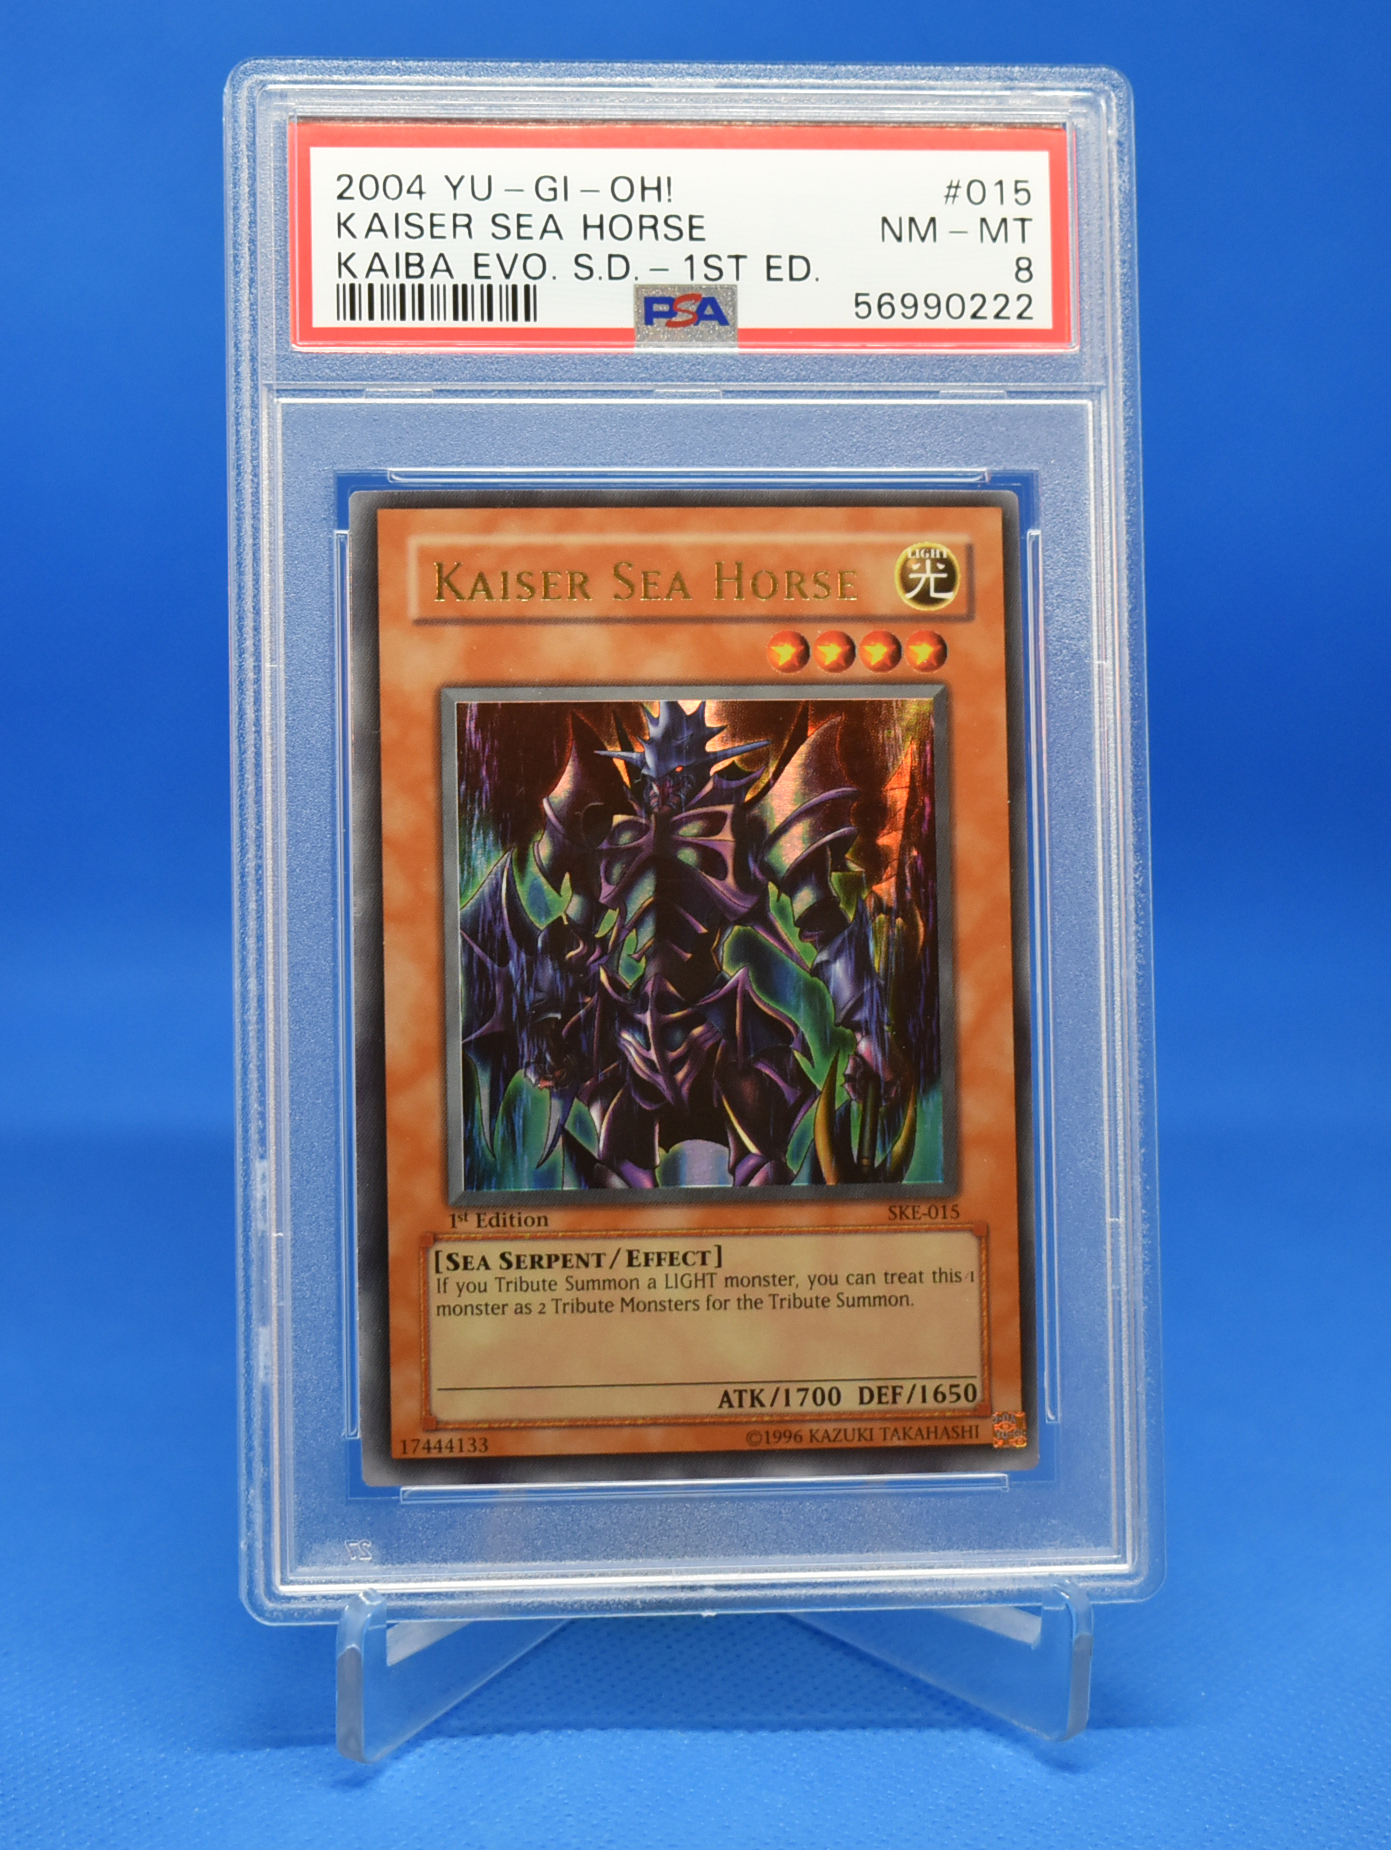 2004 YU-GI-OH! #015
KAISER SEA HORSE NM-MT
KAIBA EVO. S.D.-1ST ED. 8
PSA 56990222
KAISER SEA HORSE
LIGHT
光
1st Edition SKE-015
[SEA SERPENT/EFFECT]
If you Tribute Summon a LIGHT monster, you can treat this 1
monster as 2 Tribute Monsters for the Tribute Summon.
ATK/1700 DEF/1650
17444133 ©1996 KAZUKI TAKAHASHI
27